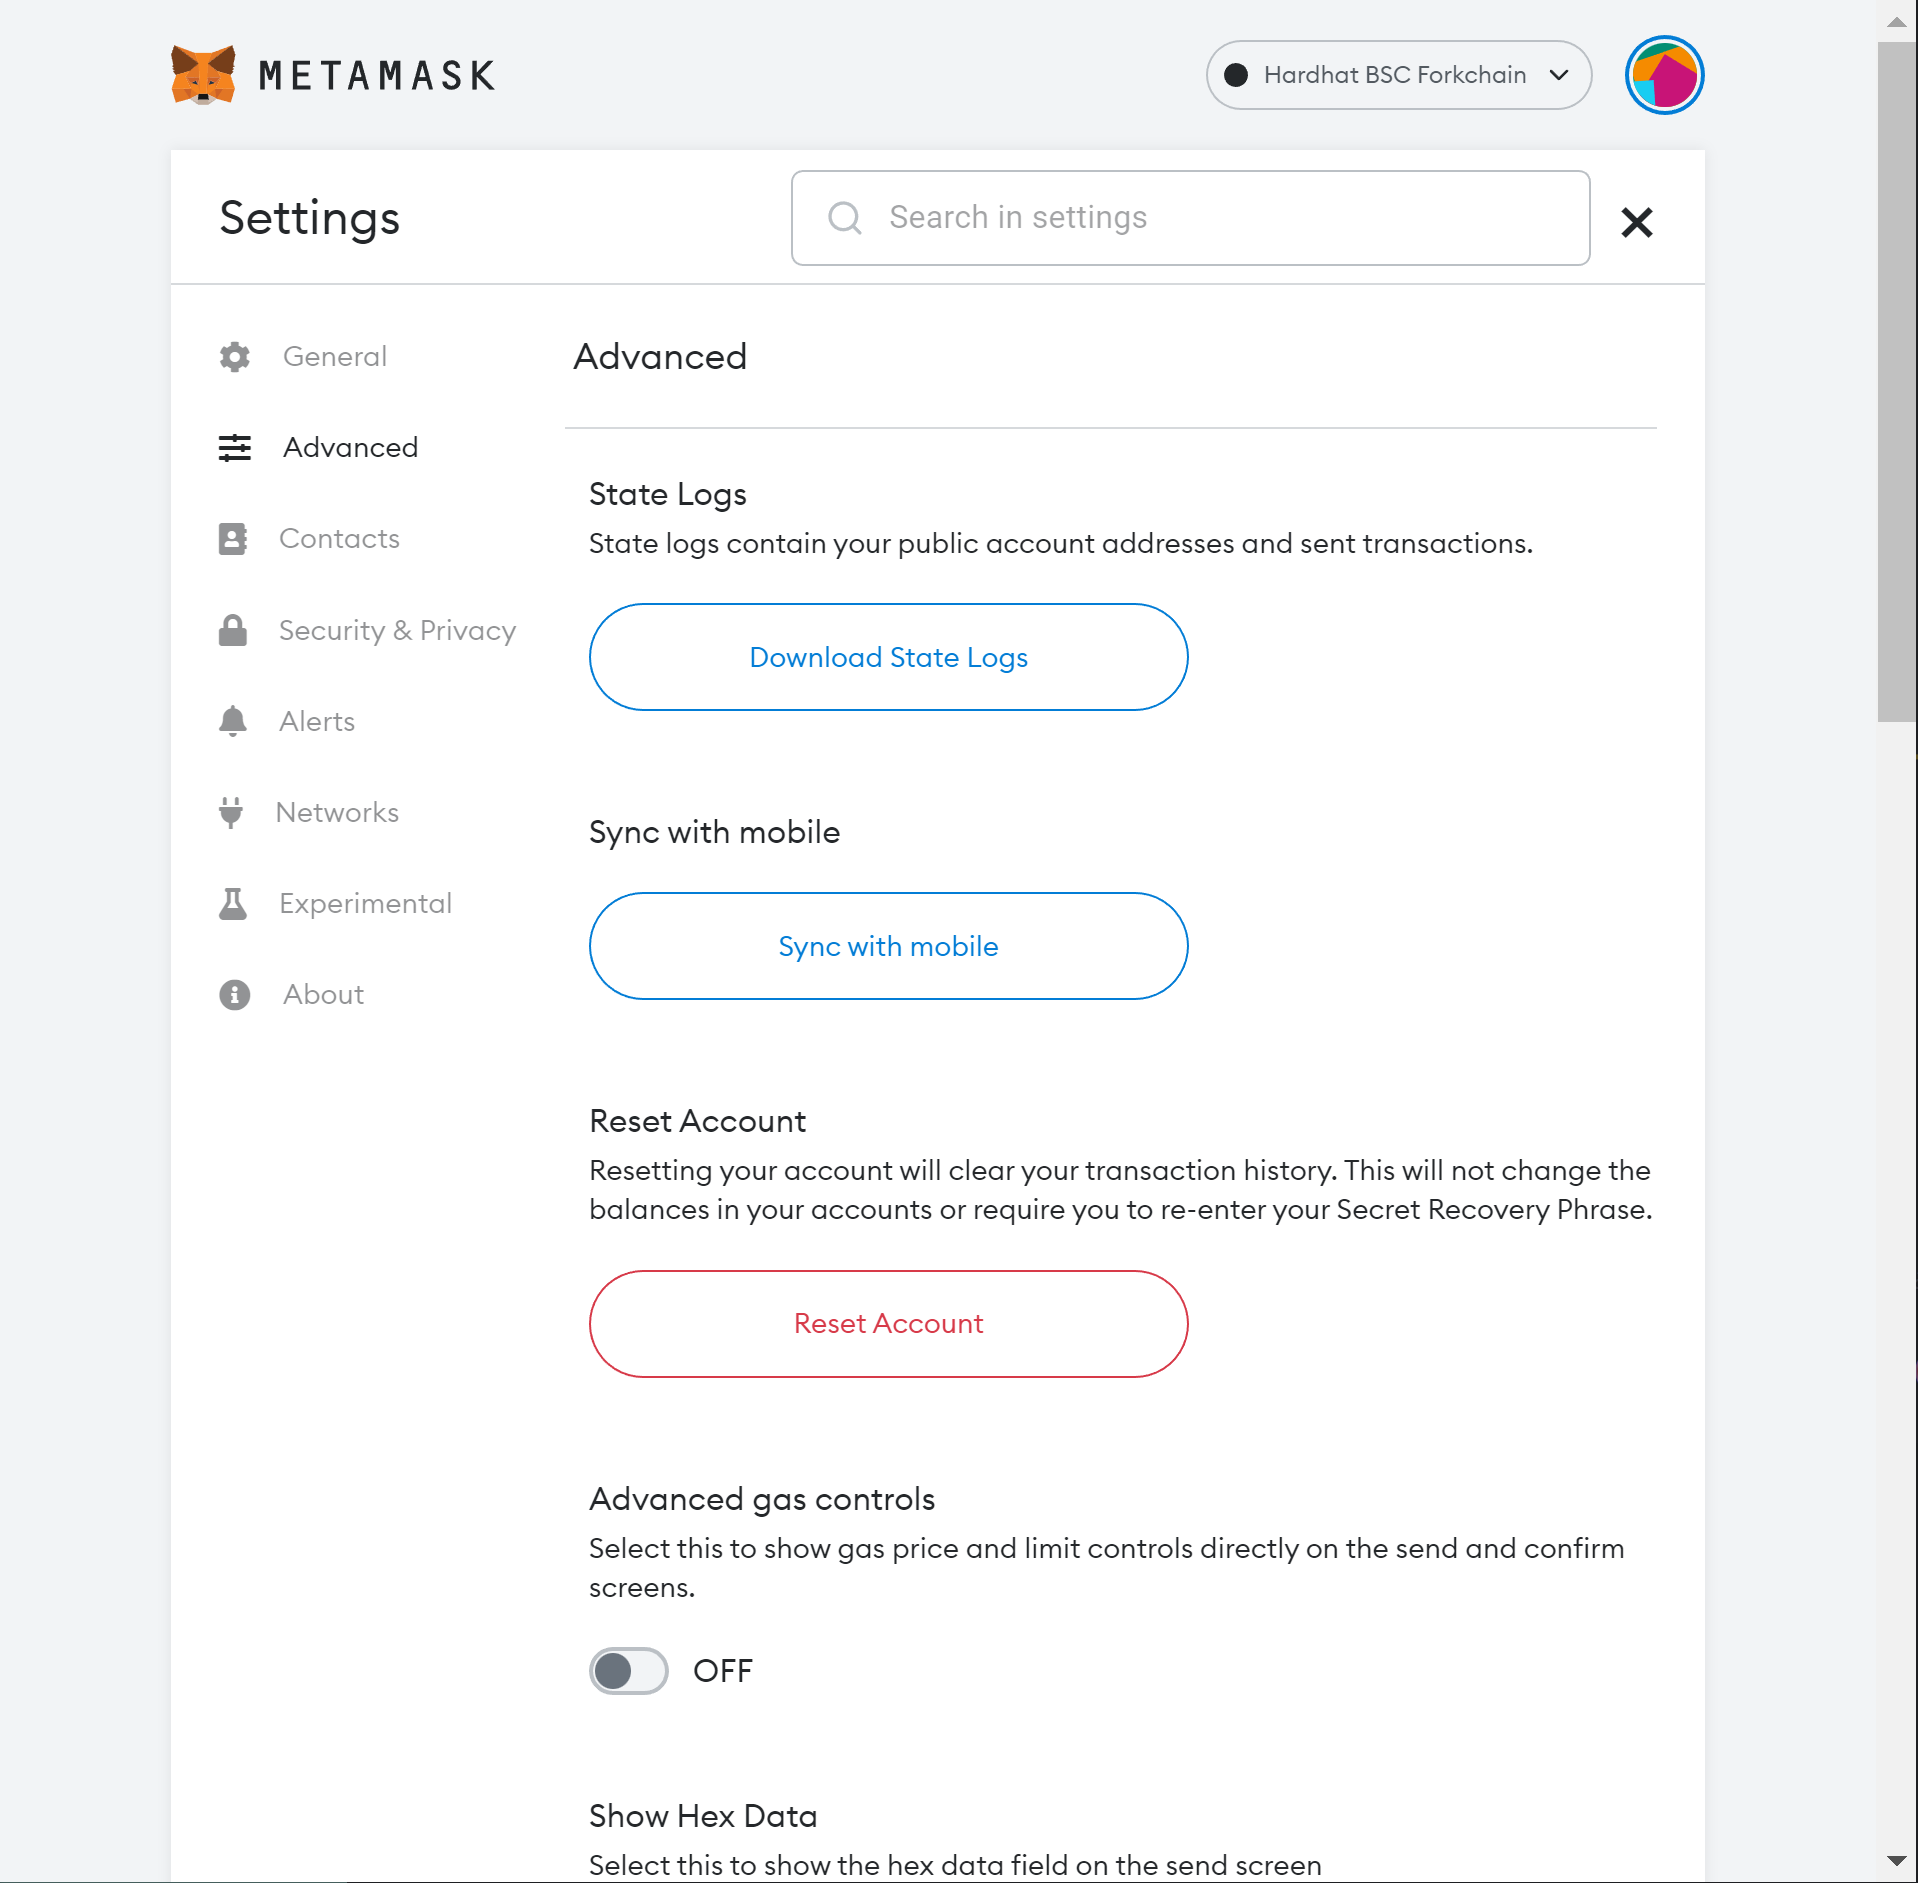 METAMASK
Hardhat BSC Forkchain
Settings
Search in settings
General
Advanced
Contacts
Security & Privacy
Alerts
Networks
Experimental
About
Advanced
State Logs
State logs contain your public account addresses and sent transactions.
Download State Logs
Sync with mobile
Sync with mobile
Reset Account
Resetting your account will clear your transaction history. This will not change the
balances in your accounts or require you to re-enter your Secret Recovery Phrase.
Reset Account
Advanced gas controls
Select this to show gas price and limit controls directly on the send and confirm
screens.
OFF
Show Hex Data
Select this to show the hex data field on the send screen